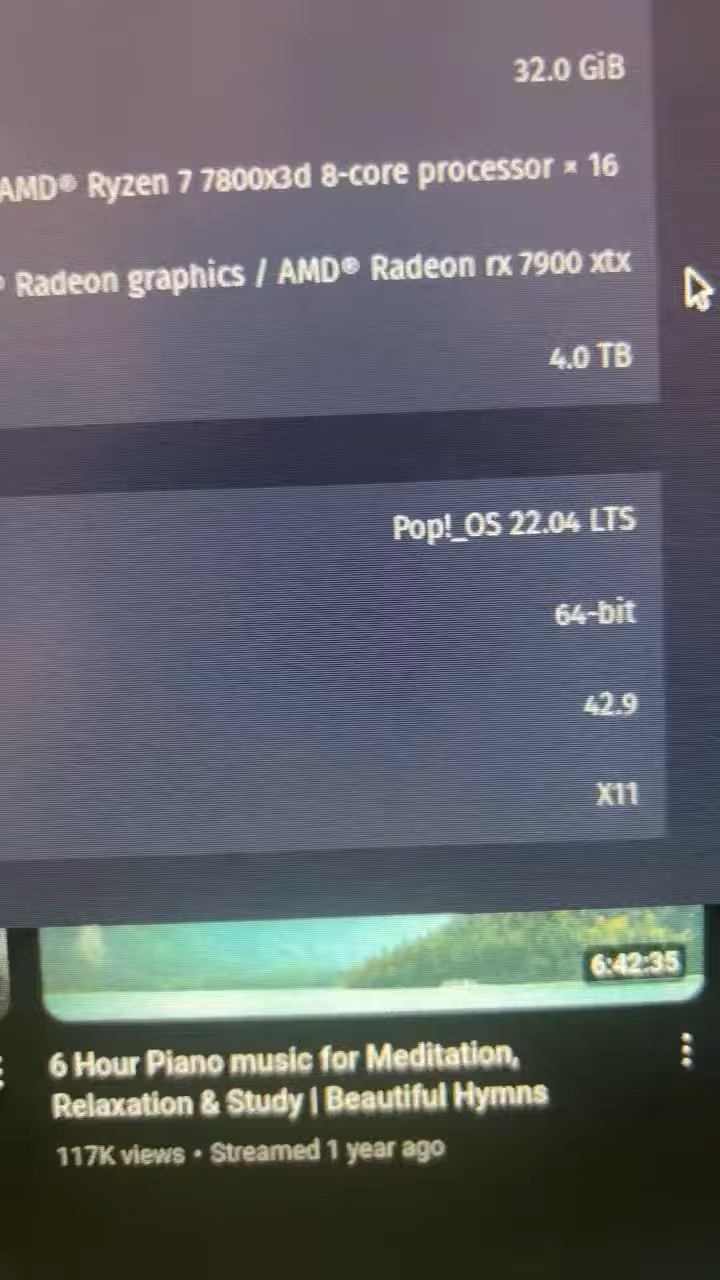 32.0 GiB
AMD® Ryzen 7 7800x3d 8-core processor × 16
® Radeon graphics / AMD® Radeon rx 7900 xtx
4.0 TB
Pop!_OS 22.04 LTS
64-bit
42.9
X11
6:42:35
6 Hour Piano music for Meditation,
Relaxation & Study | Beautiful Hymns
117K views • Streamed 1 year ago